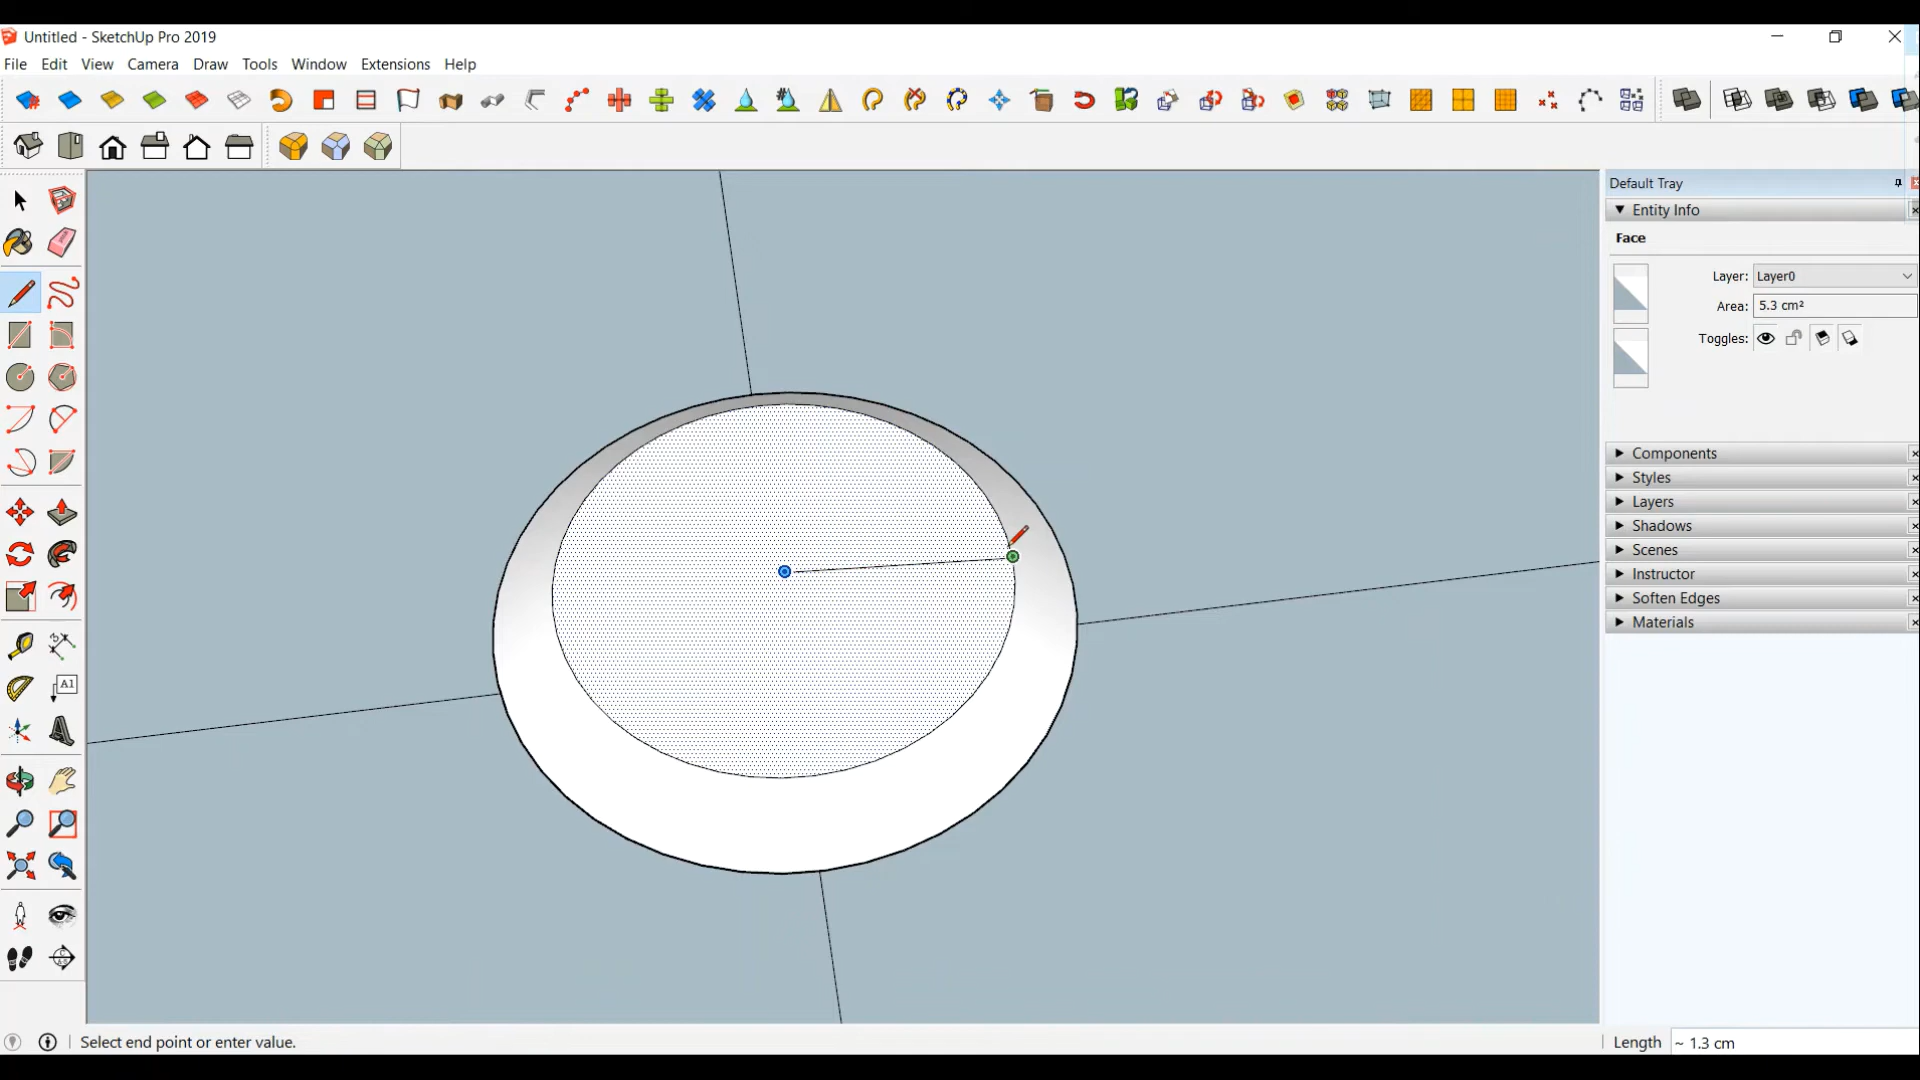 Untitled - SketchUp Pro 2019
File Edit View Camera Draw Tools Window Extensions Help
Default Tray
Entity Info
Face
Layer: Layer0
Area: 5.3 cm²
Toggles:
Components
Styles
Layers
Shadows
Scenes
Instructor
Soften Edges
Materials
A1
Select end point or enter value.
Length ~ 1.3 cm